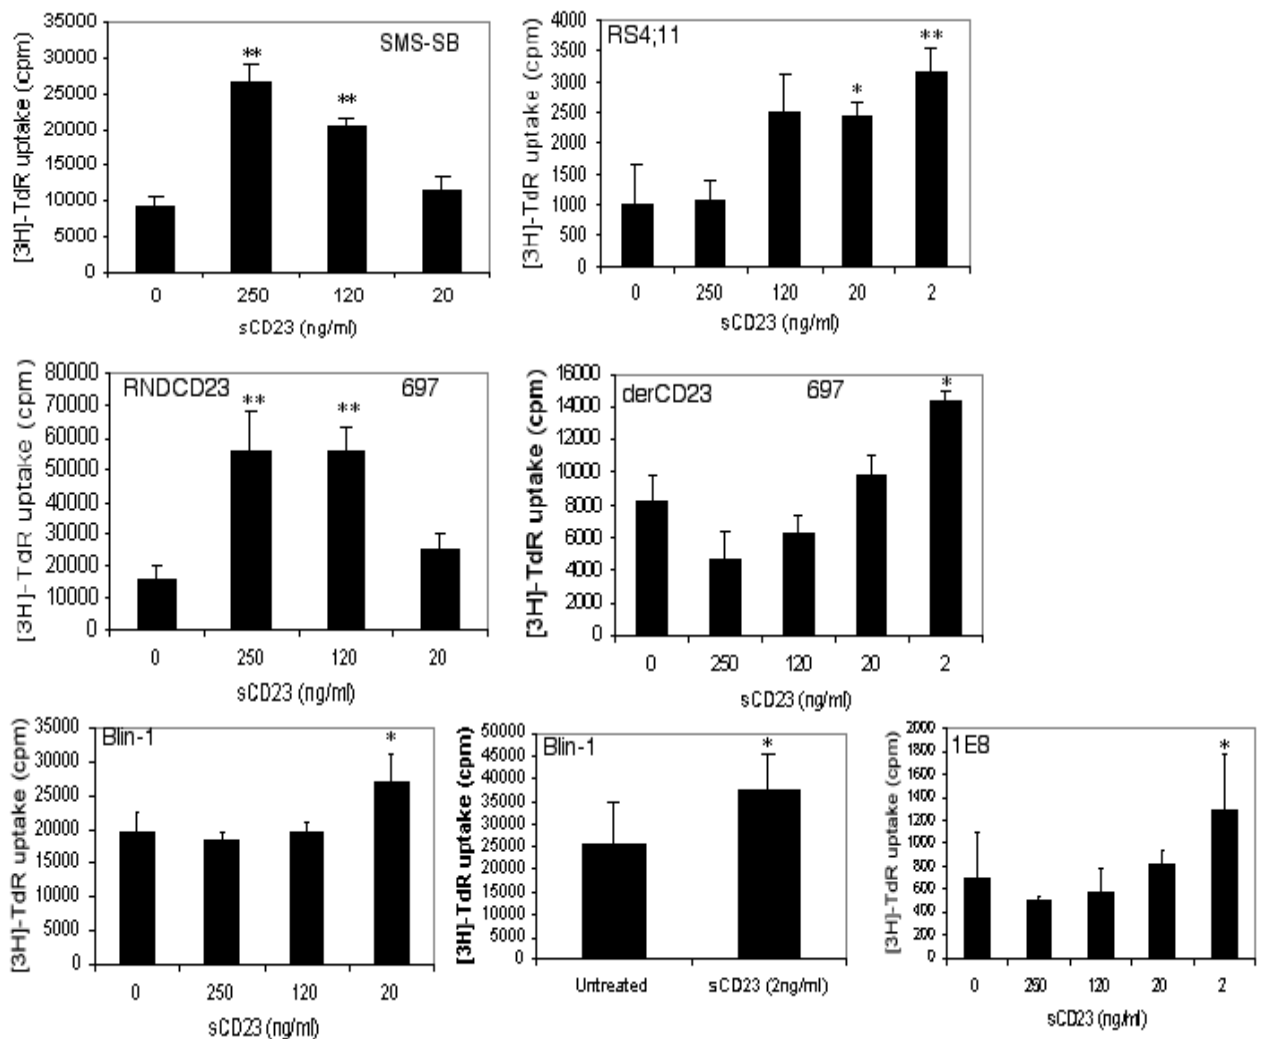 SMS-SB
[3H]-TdR uptake (cpm)
35000
30000
25000
20000
15000
10000
5000
0
**
**
0 250 120 20
sCD23 (ng/ml)
RS4;11
[3H]-TdR uptake (cpm)
4000
3500
3000
2500
2000
1500
1000
500
0
*
**
0 250 120 20 2
sCD23 (ng/ml)
RNDCD23 697
[3H]-TdR uptake (cpm)
80000
70000
60000
50000
40000
30000
20000
10000
0
** **
0 250 120 20
sCD23 (ng/ml)
derCD23 697
[3H]-TdR uptake (cpm)
16000
14000
12000
10000
8000
6000
4000
2000
0
*
0 250 120 20 2
sCD23 (ng/ml)
Blin-1
[3H]-TdR uptake (cpm)
35000
30000
25000
20000
15000
10000
5000
0
*
0 250 120 20
sCD23 (ng/ml)
Blin-1
[3H]-TdR uptake (cpm)
50000
45000
40000
35000
30000
25000
20000
15000
10000
5000
0
*
Untreated sCD23 (2ng/ml)
1E8
[3H]-TdR uptake (cpm)
2000
1800
1600
1400
1200
1000
800
600
400
200
0
*
0 250 120 20 2
sCD23 (ng/ml)